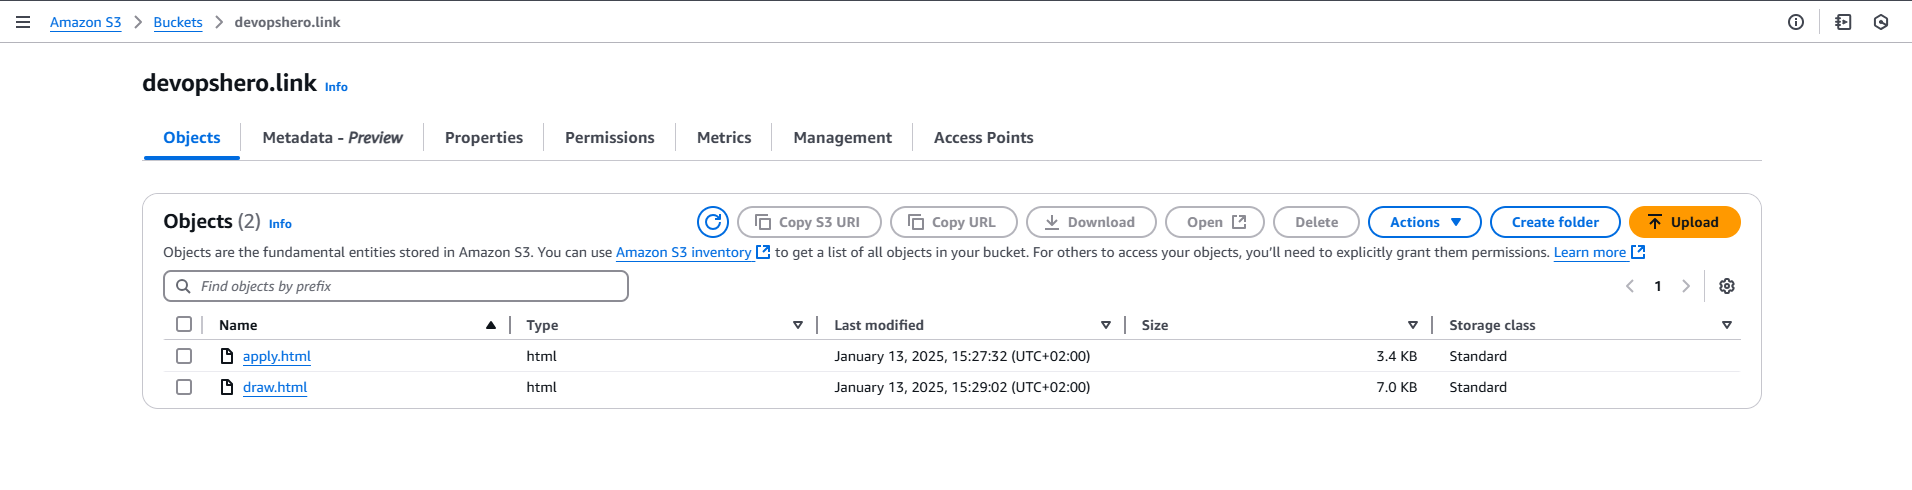 Amazon S3 > Buckets > devopshero.link
devopshero.link Info
Objects Metadata - Preview Properties Permissions Metrics Management Access Points
Objects (2) Info Copy S3 URI Copy URL Download Open Delete Actions Create folder Upload
Objects are the fundamental entities stored in Amazon S3. You can use Amazon S3 inventory to get a list of all objects in your bucket. For others to access your objects, you’ll need to explicitly grant them permissions. Learn more
Find objects by prefix 1
Name Type Last modified Size Storage class
apply.html html January 13, 2025, 15:27:32 (UTC+02:00) 3.4 KB Standard
draw.html html January 13, 2025, 15:29:02 (UTC+02:00) 7.0 KB Standard